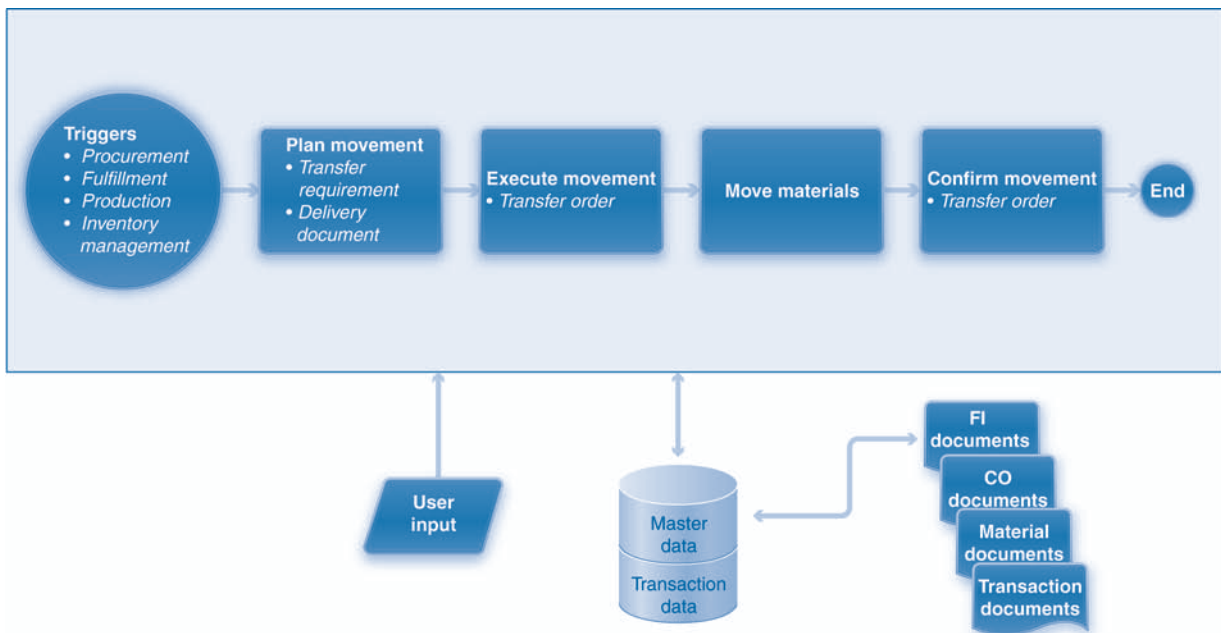 Triggers
• Procurement
• Fulfillment
• Production
• Inventory
management
Plan movement
• Transfer
requirement
• Delivery
document
Execute movement
• Transfer order
Move materials
Confirm movement
• Transfer order
End
User
input
Master
data
Transaction
data
FI
documents
CO
documents
Material
documents
Transaction
documents